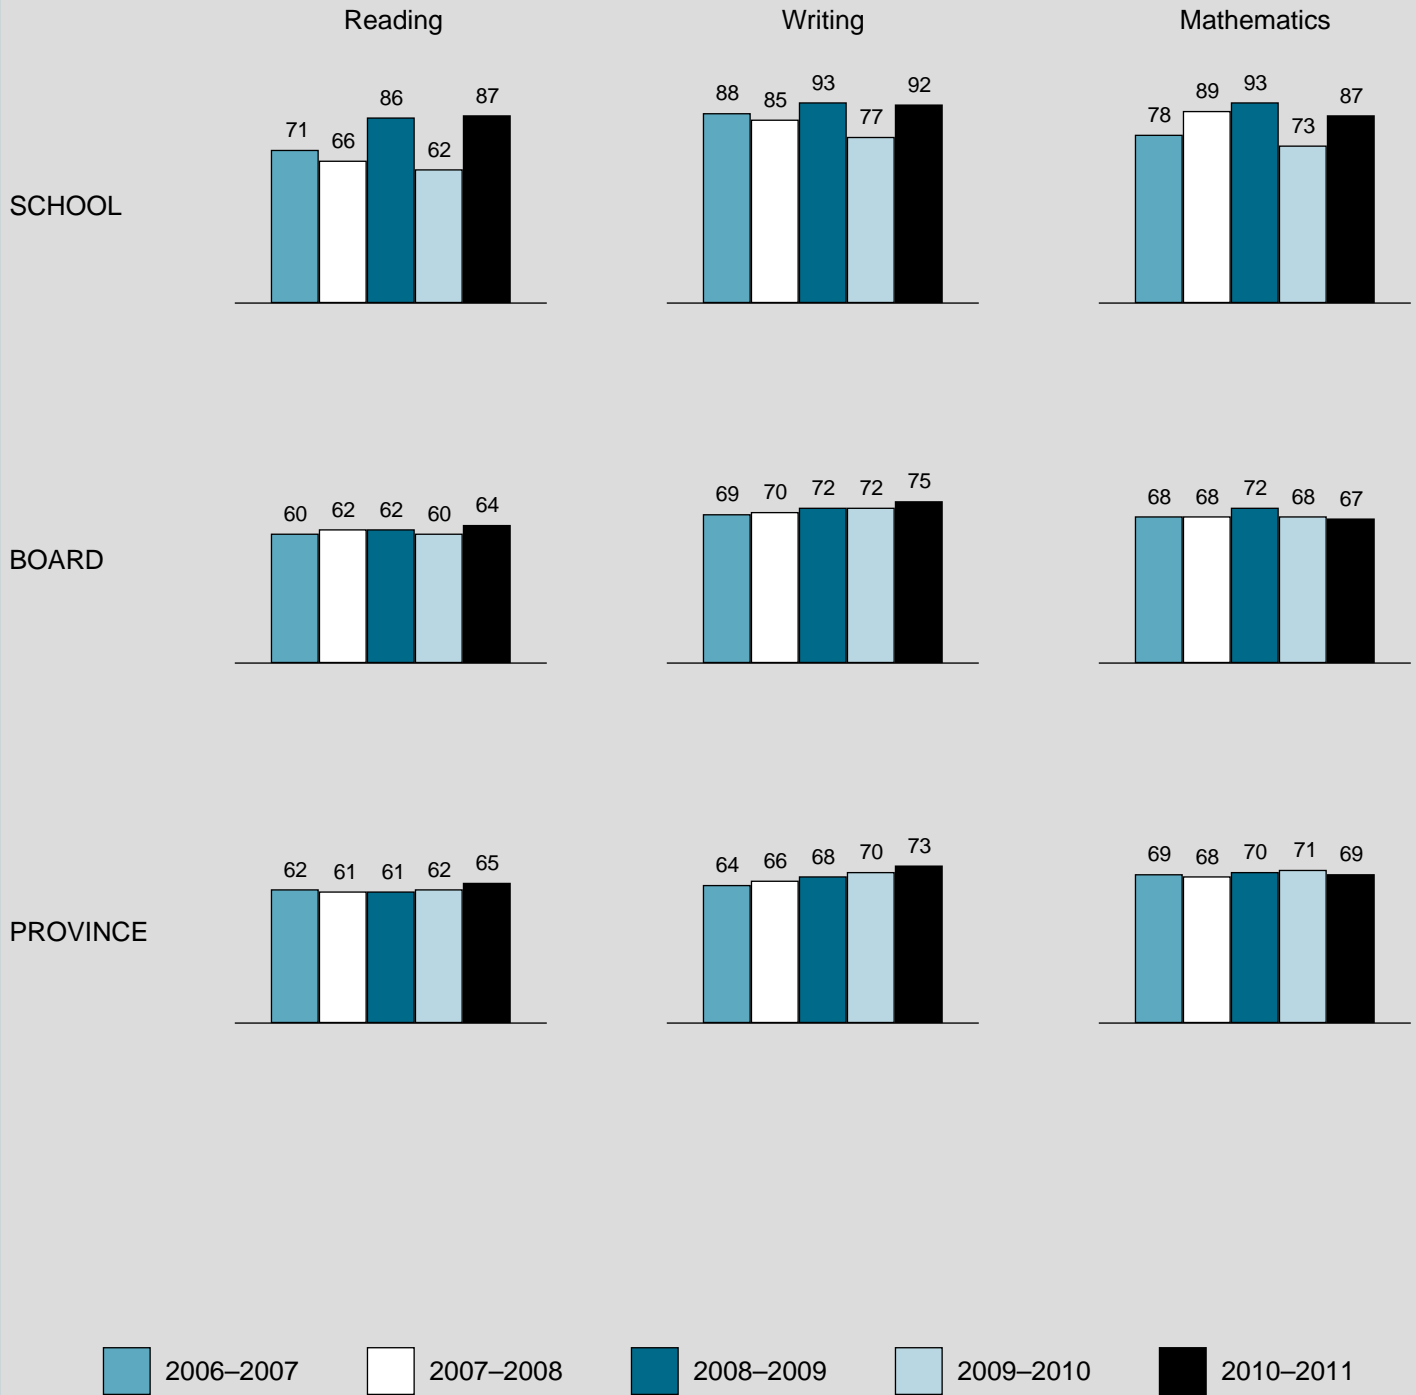 Reading Writing Mathematics
SCHOOL
71 66 86 62 87
88 85 93 77 92
78 89 93 73 87
BOARD
60 62 62 60 64
69 70 72 72 75
68 68 72 68 67
PROVINCE
62 61 61 62 65
64 66 68 70 73
69 68 70 71 69
2006–2007 2007–2008 2008–2009 2009–2010 2010–2011